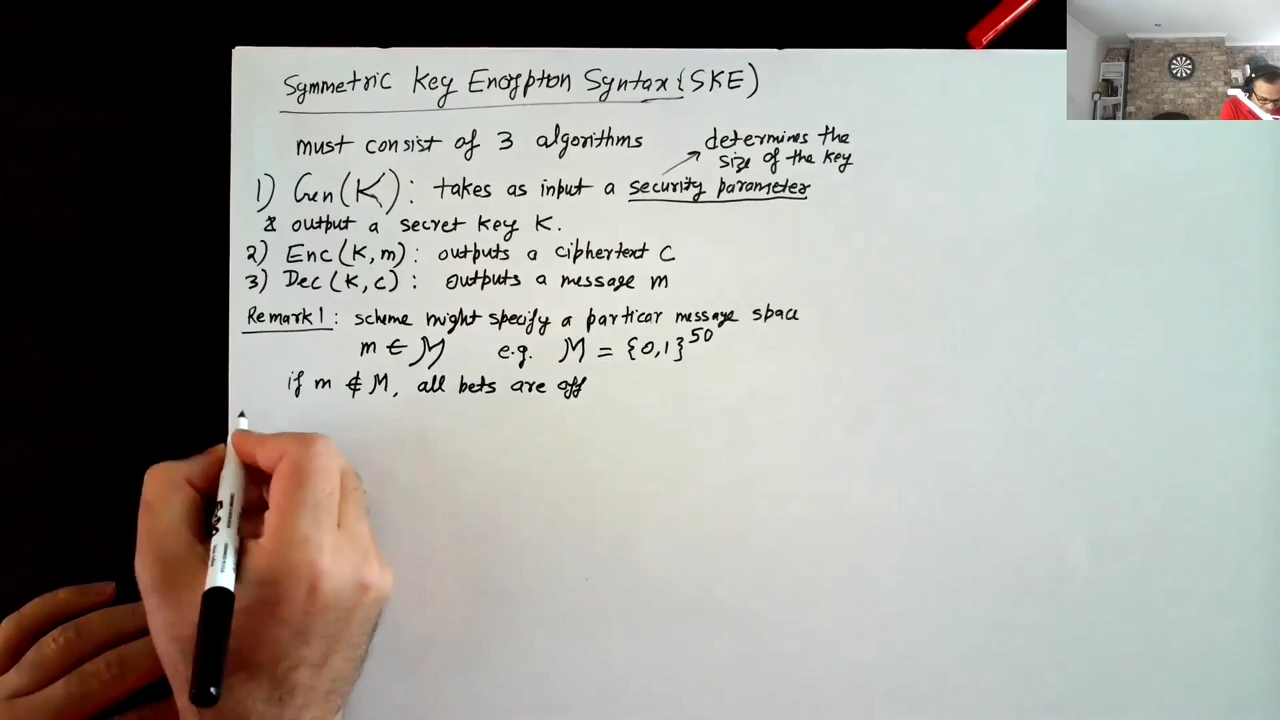 Symmetric Key Encrypton Syntax (SKE)
must consist of 3 algorithms
determines the
size of the key
1) Gen(K): takes as input a security parameter
& output a secret key K.
2) Enc(K, m): outputs a ciphertext C
3) Dec(K, c): outputs a message m
Remark 1: scheme might specify a particar message space
m ∈ M e.g. M = {0,1}^50
if m ∉ M, all bets are off